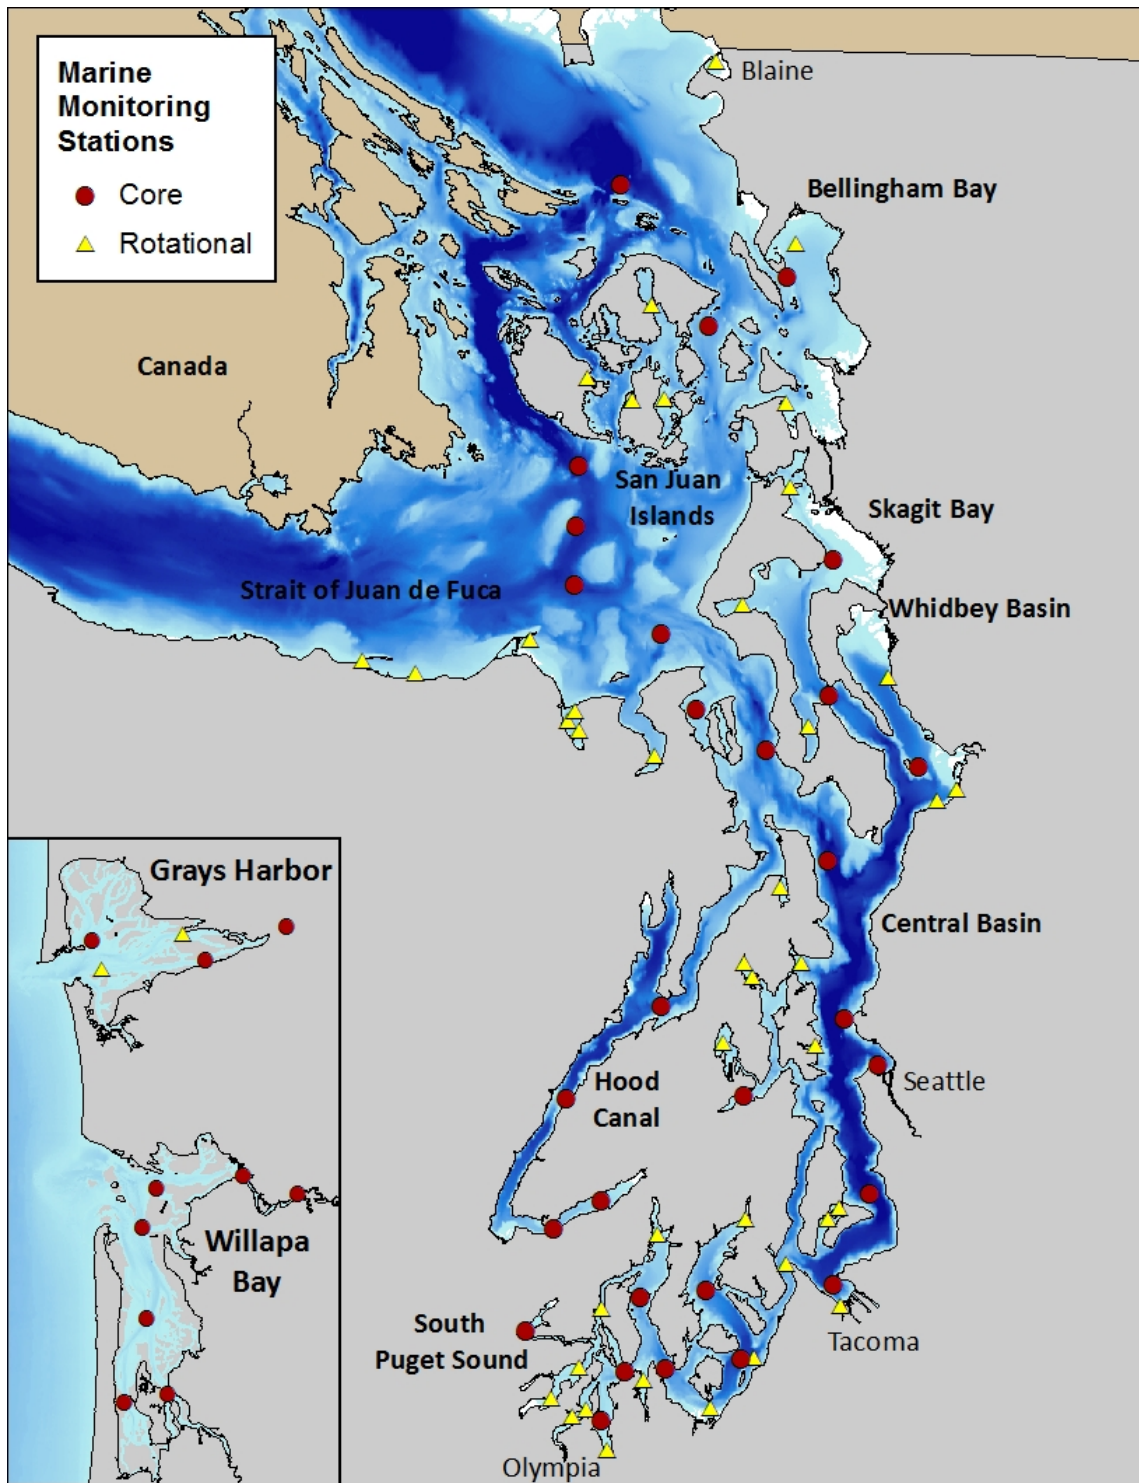 Marine
Monitoring
Stations
Core
Rotational
Blaine
Bellingham Bay
Canada
San Juan
Islands
Skagit Bay
Strait of Juan de Fuca
Whidbey Basin
Grays Harbor
Central Basin
Hood
Canal
Seattle
Willapa
Bay
South
Puget Sound
Tacoma
Olympia